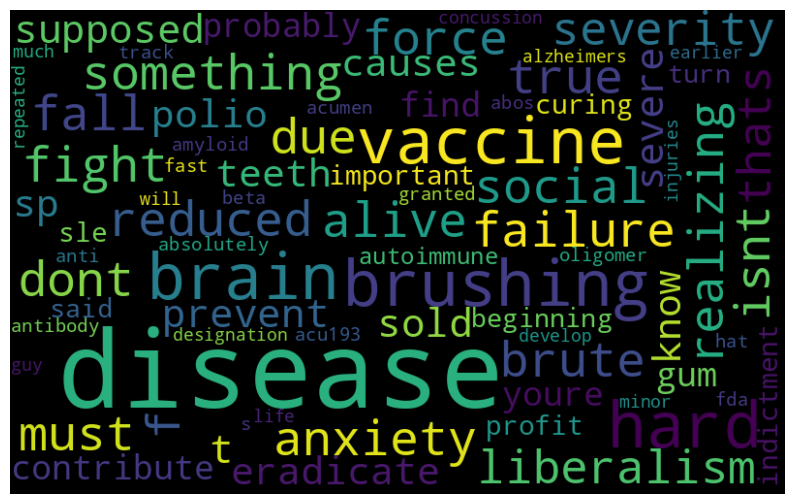 supposed probably concussion force severity
much track something causes alzheimers true earlier turn
repeated fall polio acumen find abos curing severe thats
amyloid due vaccine injuries
fight fast teeth important granted social realizing
sp will beta reduced alive failure isnt
sle absolutely autoimmune oligomer
anti dont brain brushing know
said prevent sold beginning
antibody designation acu193 develop hat
guy disease brute gum indictment
youre minor fda
must f s life anxiety profit hard
contribute t eradicate liberalism